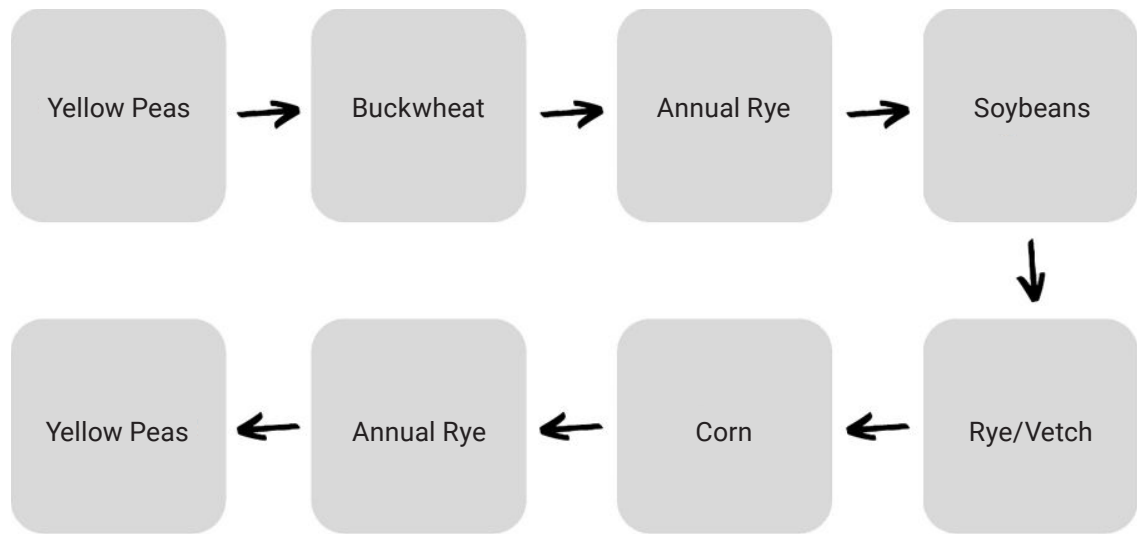 Yellow Peas
Buckwheat
Annual Rye
Soybeans
Rye/Vetch
Corn
Annual Rye
Yellow Peas